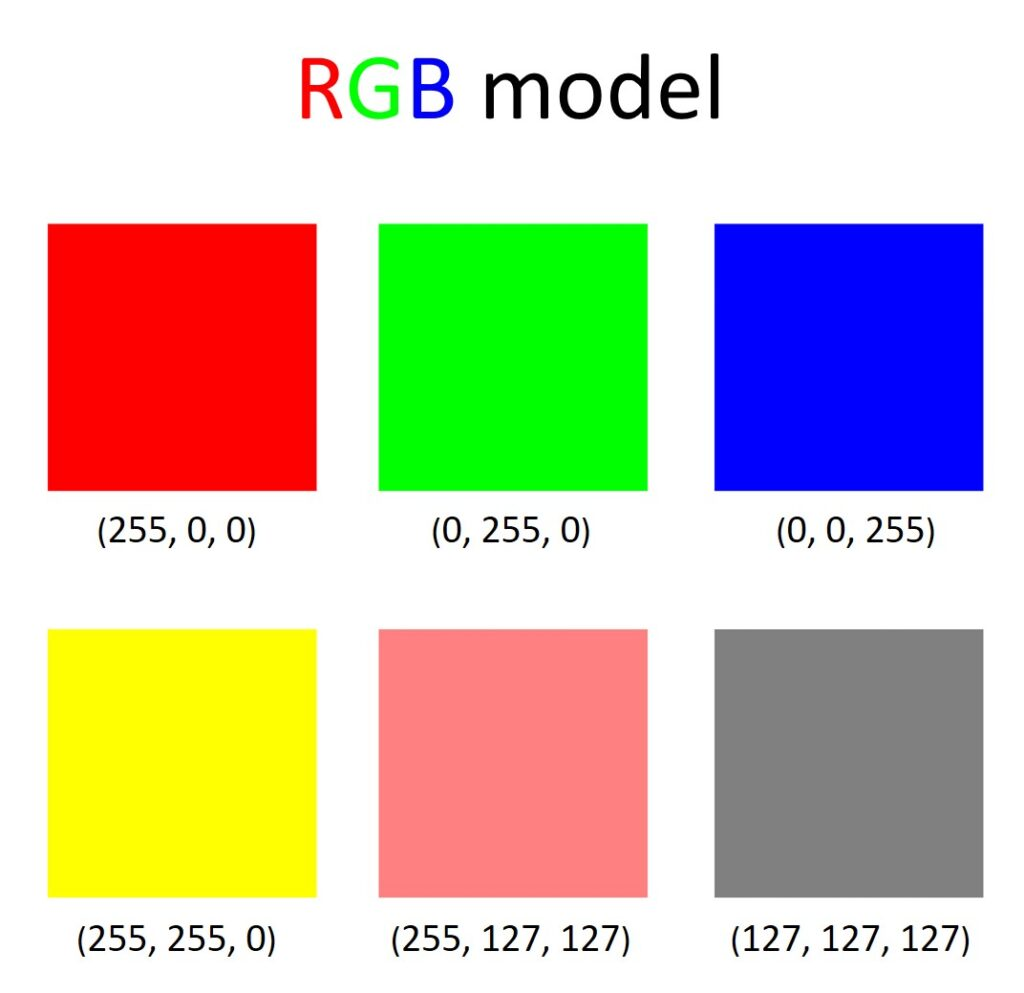 RGB model
(255, 0, 0) (0, 255, 0) (0, 0, 255)
(255, 255, 0) (255, 127, 127) (127, 127, 127)